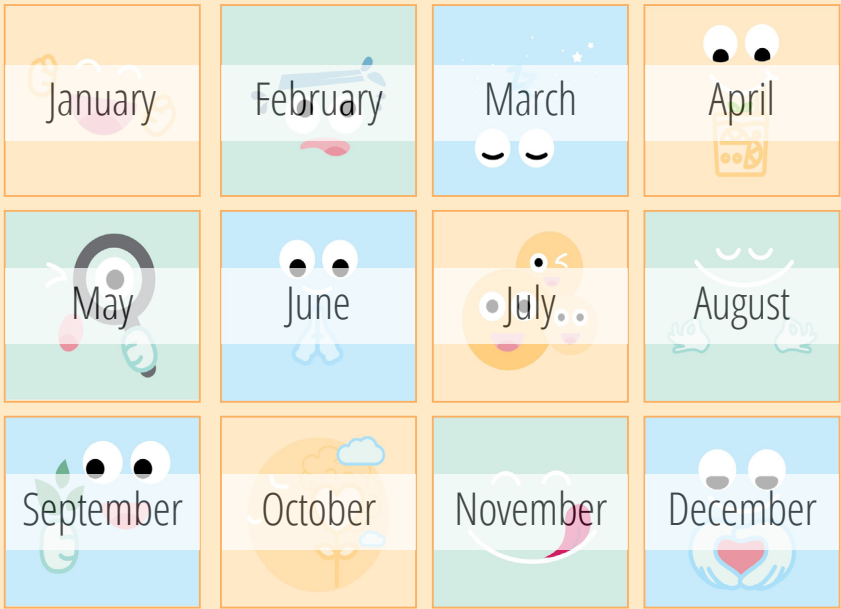 January
February
March
April
May
June
July
August
September
October
November
December